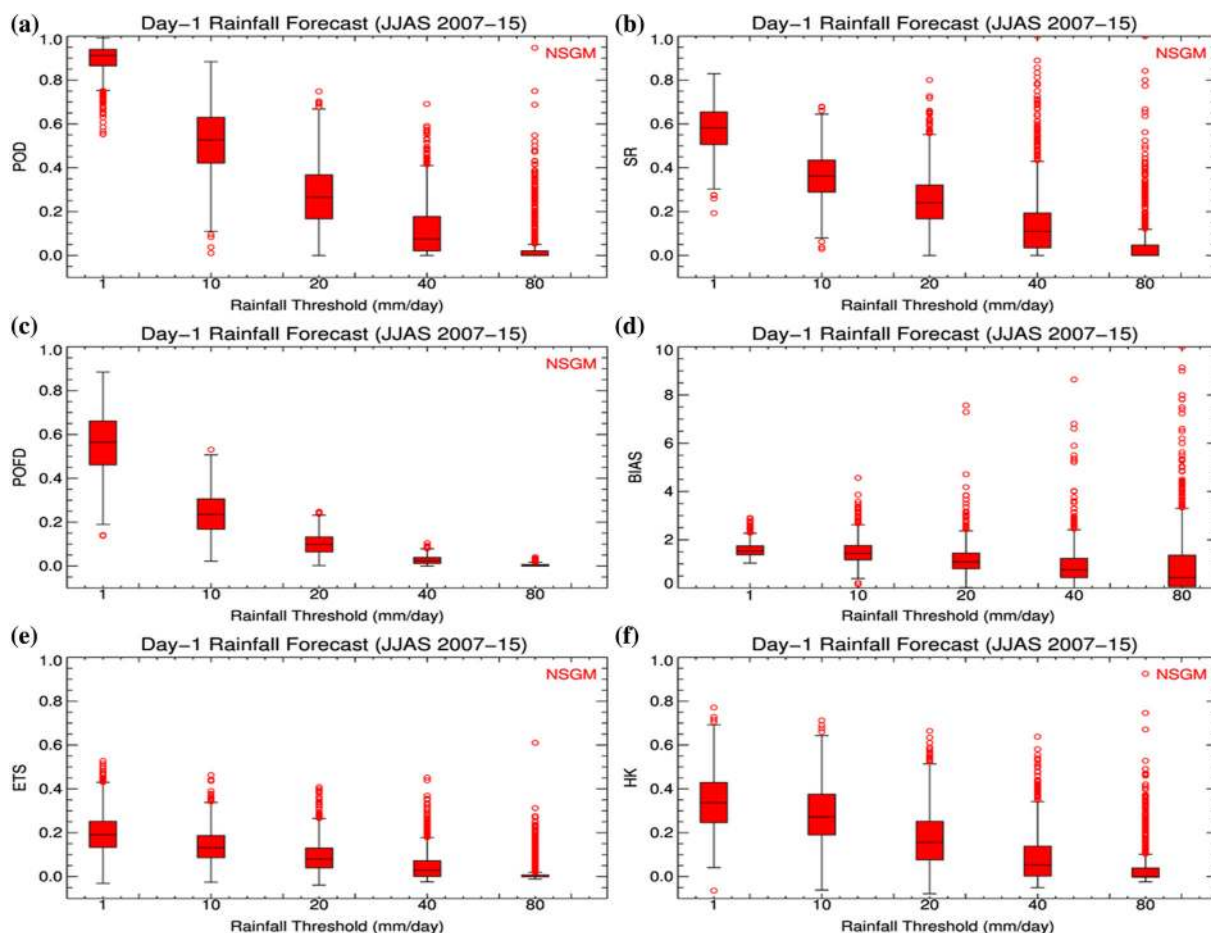 (a) Day-1 Rainfall Forecast (JJAS 2007-15)
NSGM
POD
1.0
0.8
0.6
0.4
0.2
0.0
1 10 20 40 80
Rainfall Threshold (mm/day)
(b) Day-1 Rainfall Forecast (JJAS 2007-15)
NSGM
SR
1.0
0.8
0.6
0.4
0.2
0.0
1 10 20 40 80
Rainfall Threshold (mm/day)
(c) Day-1 Rainfall Forecast (JJAS 2007-15)
NSGM
POFD
1.0
0.8
0.6
0.4
0.2
0.0
1 10 20 40 80
Rainfall Threshold (mm/day)
(d) Day-1 Rainfall Forecast (JJAS 2007-15)
BIAS
10
8
6
4
2
0
1 10 20 40 80
Rainfall Threshold (mm/day)
(e) Day-1 Rainfall Forecast (JJAS 2007-15)
NSGM
ETS
1.0
0.8
0.6
0.4
0.2
0.0
1 10 20 40 80
Rainfall Threshold (mm/day)
(f) Day-1 Rainfall Forecast (JJAS 2007-15)
NSGM
HK
1.0
0.8
0.6
0.4
0.2
0.0
1 10 20 40 80
Rainfall Threshold (mm/day)